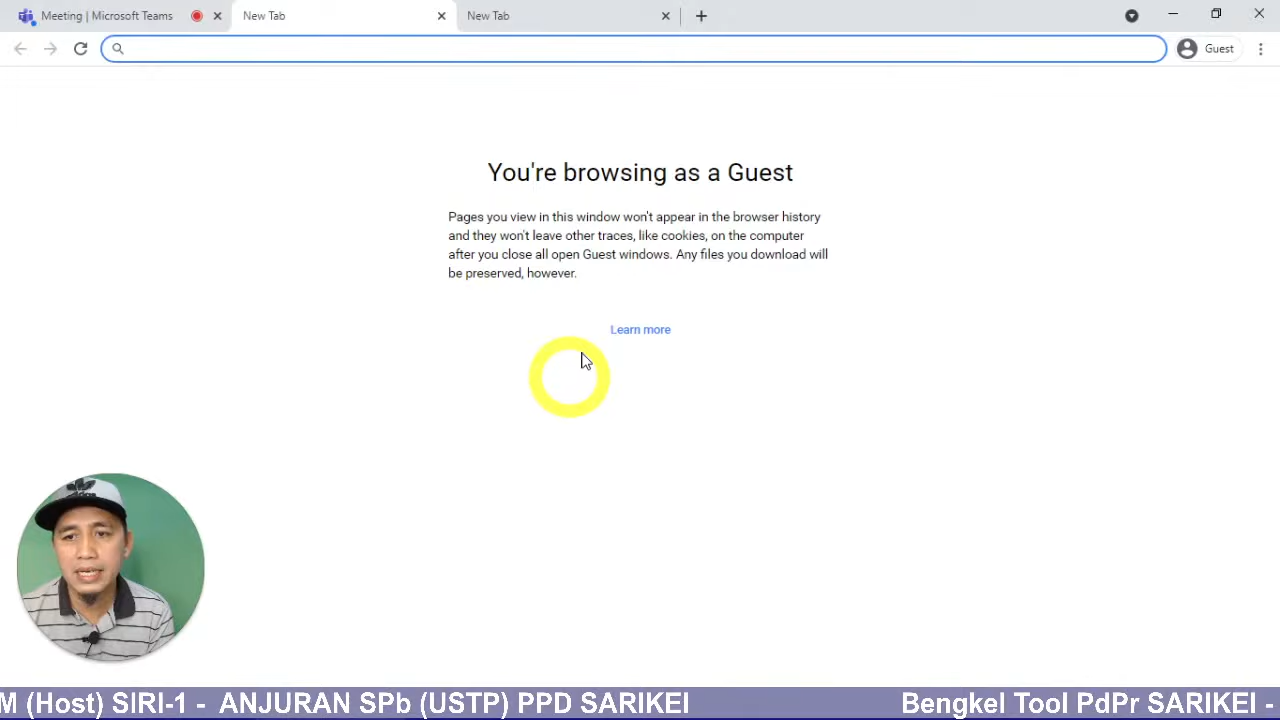 Meeting | Microsoft Teams
New Tab
New Tab
Guest
You're browsing as a Guest
Pages you view in this window won't appear in the browser history
and they won't leave other traces, like cookies, on the computer
after you close all open Guest windows. Any files you download will
be preserved, however.
Learn more
M (Host) SIRI-1 - ANJURAN SPb (USTP) PPD SARIKEI Bengkel Tool PdPr SARIKEI -